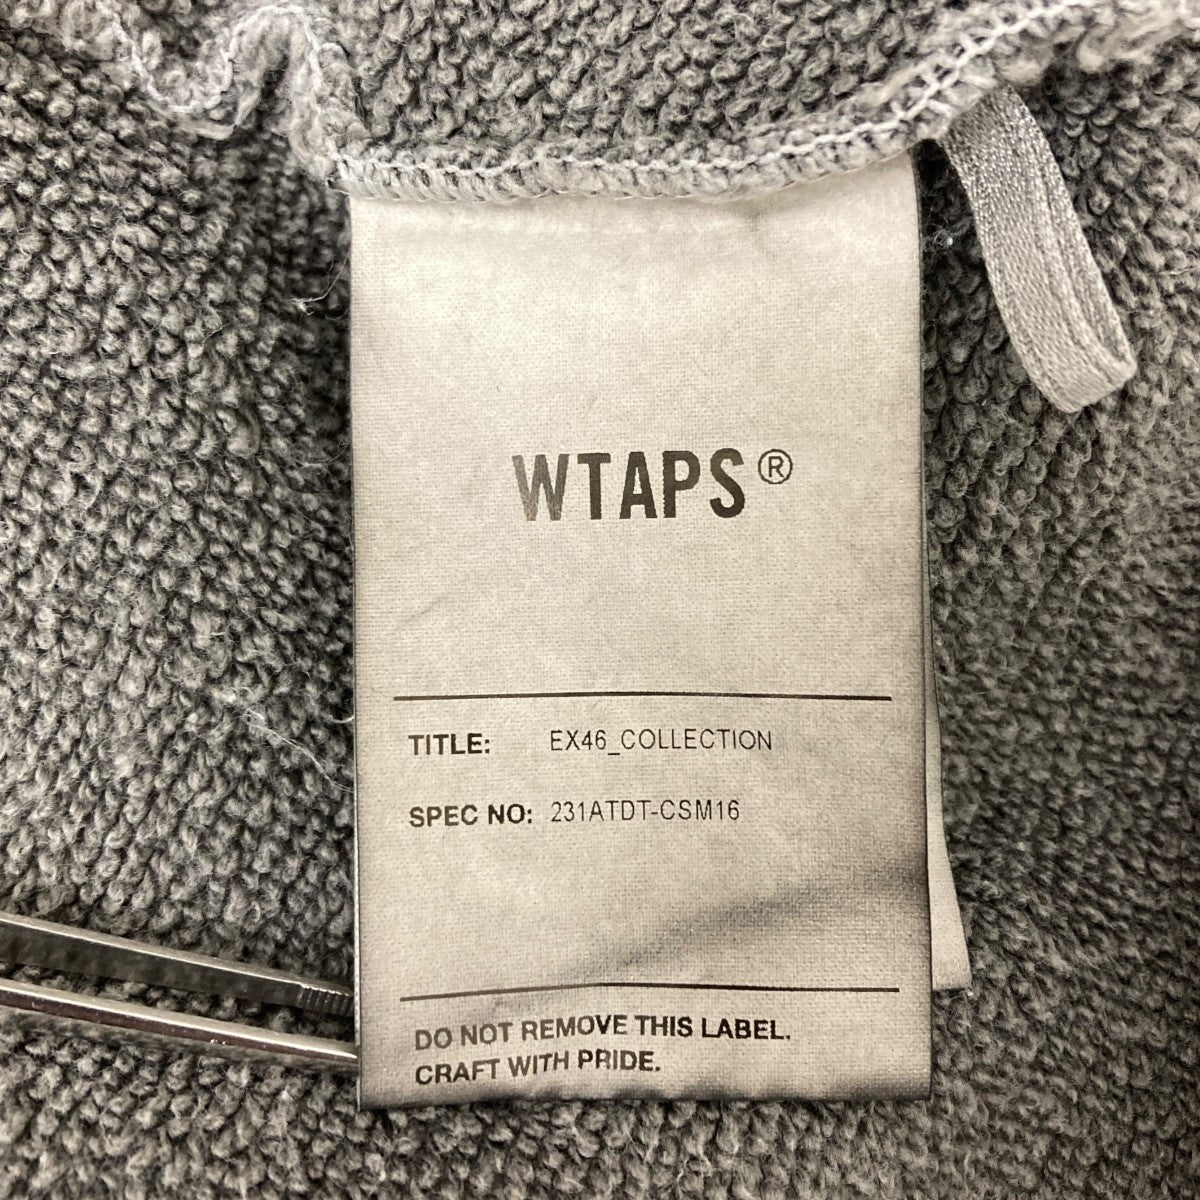 WTAPS®
TITLE: EX46_COLLECTION
SPEC NO: 231ATDT-CSM16
DO NOT REMOVE THIS LABEL.
CRAFT WITH PRIDE.